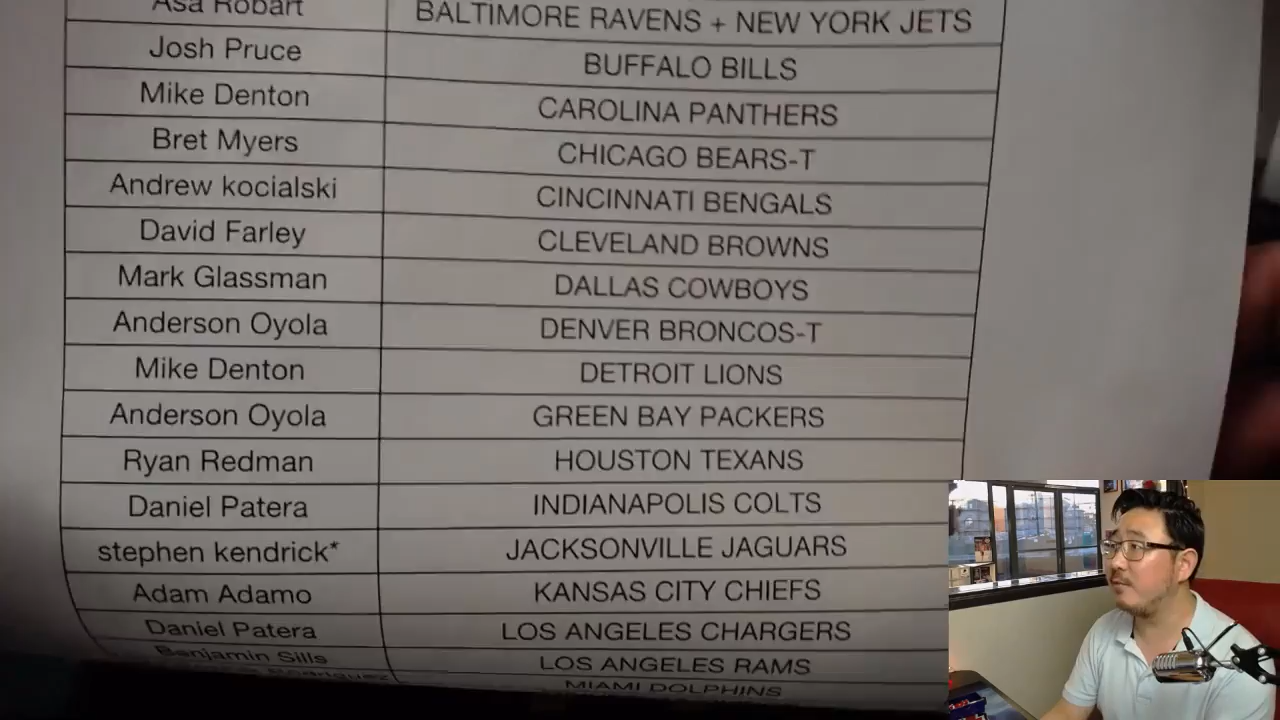 Asa Robart BALTIMORE RAVENS + NEW YORK JETS
Josh Pruce BUFFALO BILLS
Mike Denton CAROLINA PANTHERS
Bret Myers CHICAGO BEARS-T
Andrew kocialski CINCINNATI BENGALS
David Farley CLEVELAND BROWNS
Mark Glassman DALLAS COWBOYS
Anderson Oyola DENVER BRONCOS-T
Mike Denton DETROIT LIONS
Anderson Oyola GREEN BAY PACKERS
Ryan Redman HOUSTON TEXANS
Daniel Patera INDIANAPOLIS COLTS
stephen kendrick* JACKSONVILLE JAGUARS
Adam Adamo KANSAS CITY CHIEFS
Daniel Patera LOS ANGELES CHARGERS
Benjamin Sills LOS ANGELES RAMS
Rodriguez MIAMI DOLPHINS